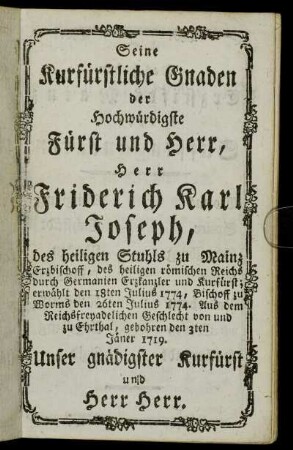 Seine
Kurfürstliche Gnaden
der
Hochwürdigste
Fürst und Herr,
Herr
Friderich Karl
Joseph,
des heiligen Stuhls zu Mainz
Erzbischoff, des heiligen römischen Reichs
durch Germanien Erzkanzler und Kurfürst;
erwählt den 18ten Julius 1774, Bischoff zu
Worms den 26ten Julius 1774. Aus dem
Reichsfreyadelichen Geschlecht von und
zu Ehrthal, gebohren den 3ten
Jäner 1719.
Unser gnädigster Kurfürst
und
Herr Herr.